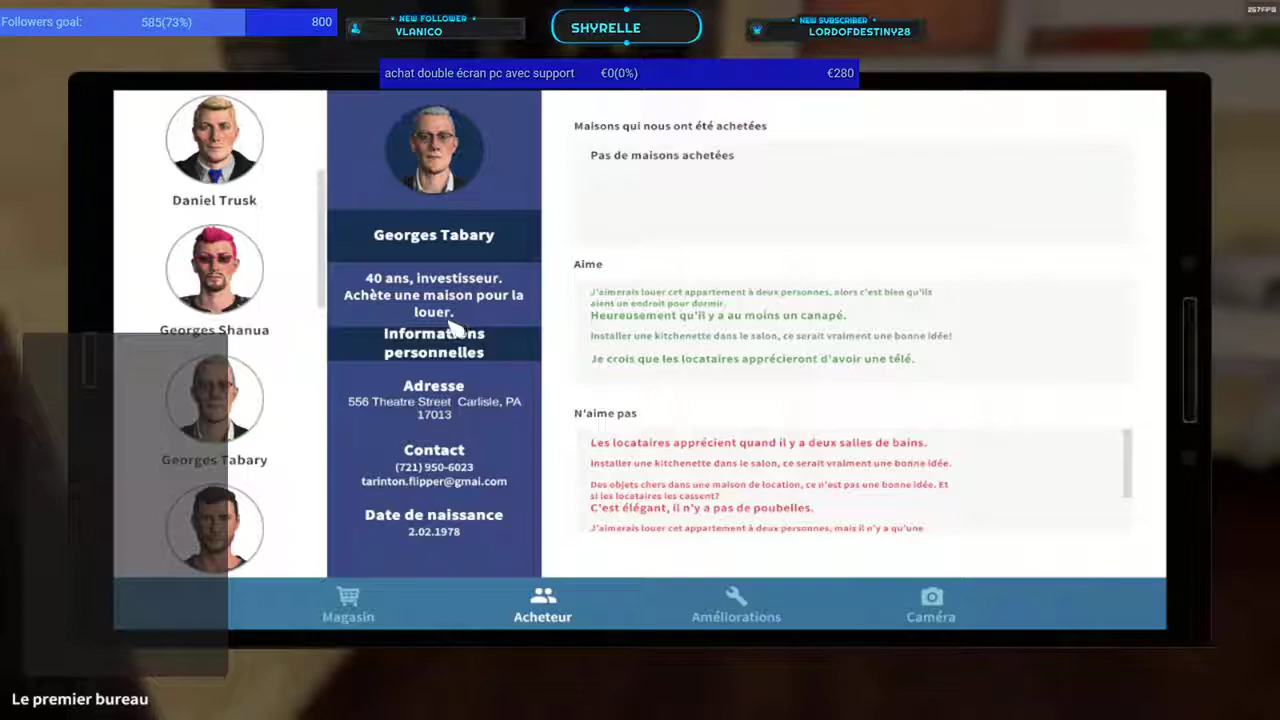 Followers goal: 585(73%) 800
NEW FOLLOWER
VLANICO
SHYRELLE
NEW SUBSCRIBER
LORDOFDESTINY28
267FPS
achat double écran pc avec support €0(0%) €280
Daniel Trusk
Georges Shanua
Georges Tabary
Georges Tabary
40 ans, investisseur.
Achète une maison pour la
louer.
Informations
personnelles
Adresse
556 Theatre Street Carlisle, PA
17013
Contact
(721) 950-6023
tarinton.flipper@gmai.com
Date de naissance
2.02.1978
Maisons qui nous ont été achetées
Pas de maisons achetées
Aime
J'aimerais louer cet appartement à deux personnes, alors c'est bien qu'ils
aient un endroit pour dormir.
Heureusement qu'il y a au moins un canapé.
Installer une kitchenette dans le salon, ce serait vraiment une bonne idée!
Je crois que les locataires apprécieront d'avoir une télé.
N'aime pas
Les locataires apprécient quand il y a deux salles de bains.
Installer une kitchenette dans le salon, ce serait vraiment une bonne idée.
Des objets chers dans une maison de location, ce n'est pas une bonne idée. Et
si les locataires les cassent?
C'est élégant, il n'y a pas de poubelles.
J'aimerais louer cet appartement à deux personnes, mais il n'y a qu'une
Magasin
Acheteur
Améliorations
Caméra
Le premier bureau